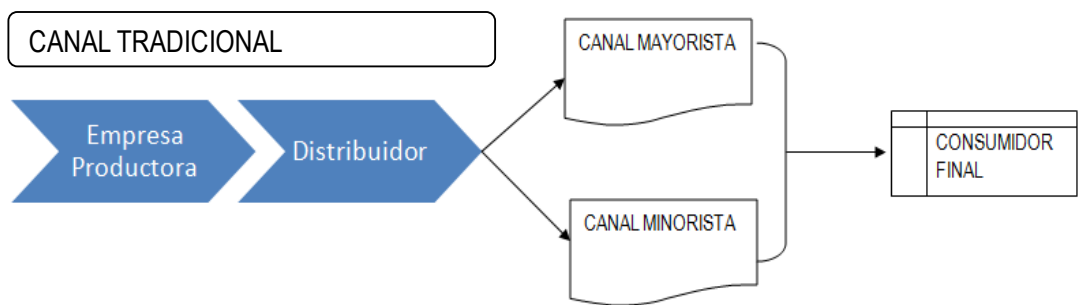 CANAL TRADICIONAL
CANAL MAYORISTA
Empresa
Productora
Distribuidor
CONSUMIDOR
FINAL
CANAL MINORISTA